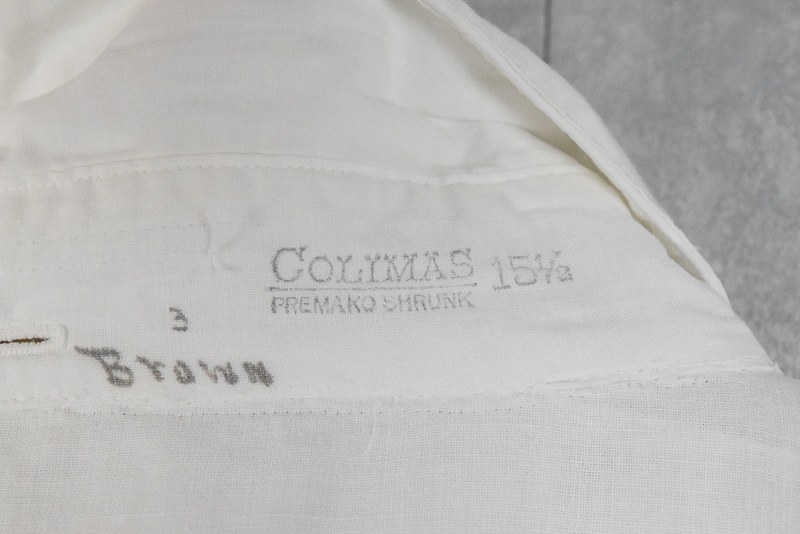 COLIMAS 15½
PREMAKO SHRUNK
3
Brown